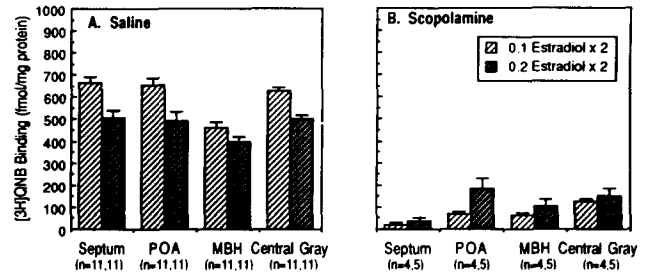 A. Saline
B. Scopolamine
[3H]QNB Binding (fmol/mg protein)
1000
900
800
700
600
500
400
300
200
100
0
0.1 Estradiol x 2
0.2 Estradiol x 2
Septum POA MBH Central Gray
(n=11,11) (n=11,11) (n=11,11) (n=11,11)
Septum POA MBH Central Gray
(n=4,5) (n=4,5) (n=4,5) (n=4,5)